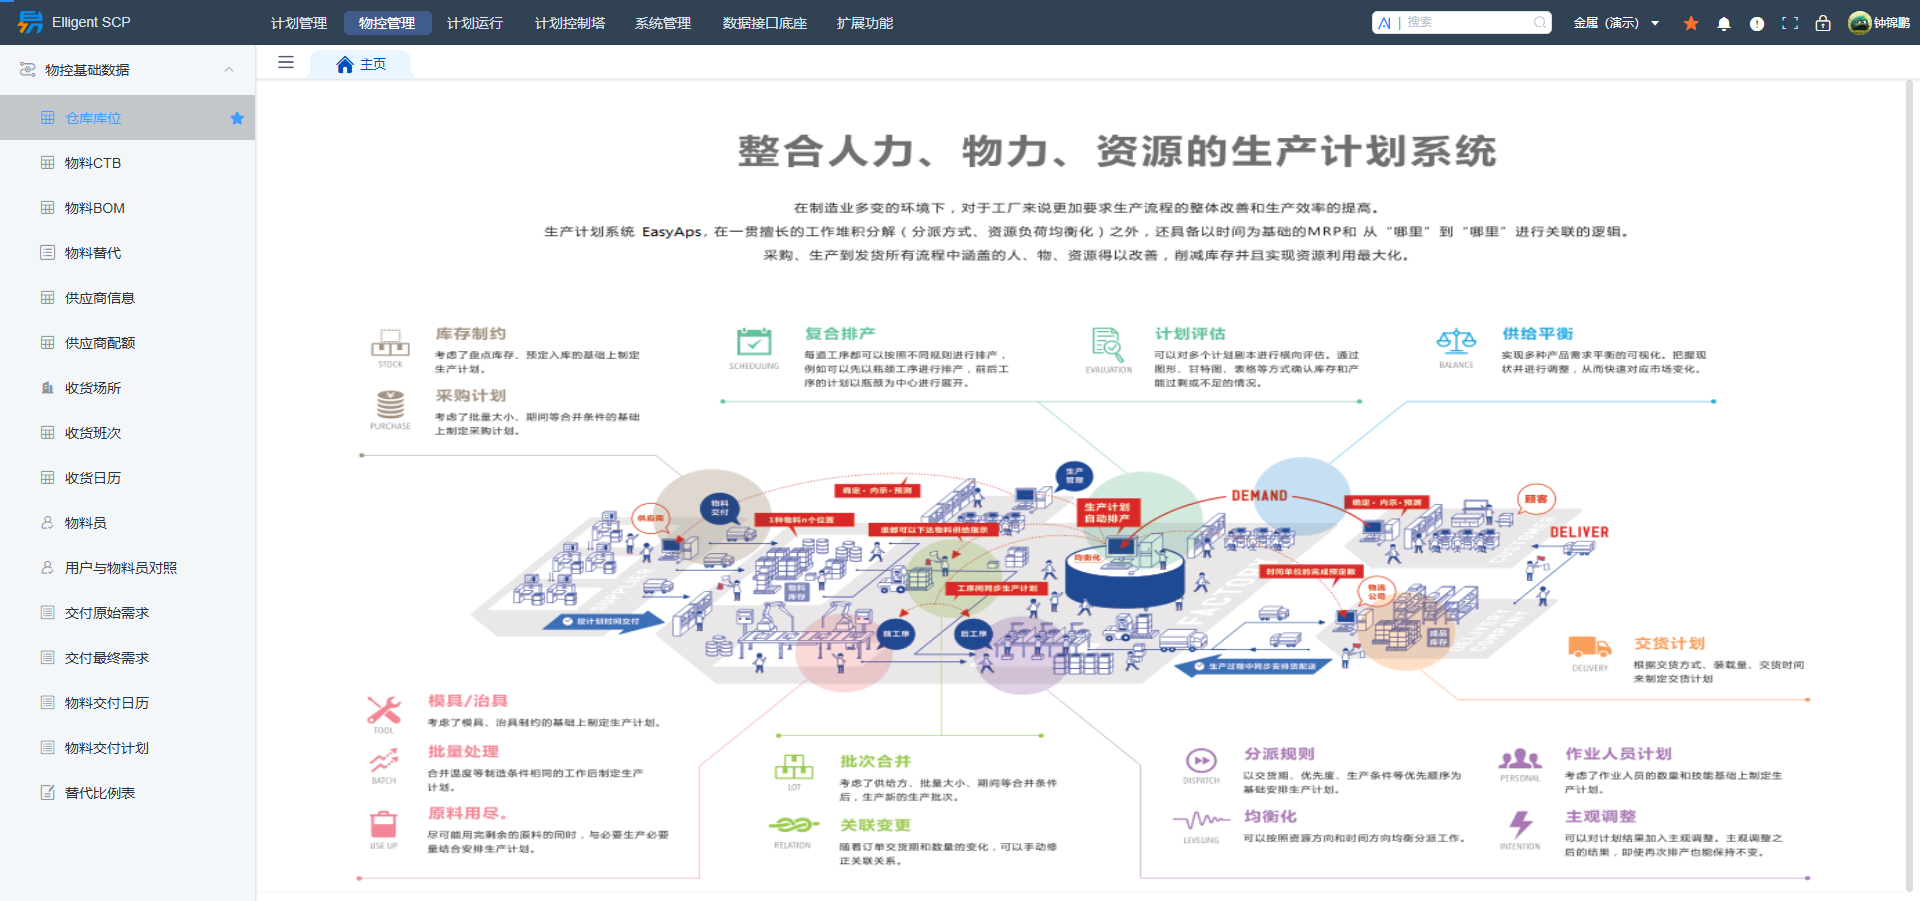 Elligent SCP
计划管理
物控管理
计划运行
计划控制塔
系统管理
数据接口底座
扩展功能
搜索
金属（演示）
钟锦鹏
物控基础数据
主页
仓库库位
物料CTB
物料BOM
物料替代
供应商信息
供应商配额
收货场所
收货班次
收货日历
物料员
用户与物料员对照
交付原始需求
交付最终需求
物料交付日历
物料交付计划
替代比例表
整合人力、物力、资源的生产计划系统
在制造业多变的环境下，对于工厂来说更加要求生产流程的整体改善和生产效率的提高。
生产计划系统 EasyAps，在一贯擅长的工作堆积分解（分派方式、资源负荷均衡化）之外，还具备以时间为基础的MRP和 从“哪里”到“哪里”进行关联的逻辑。
采购、生产到发货所有流程中涵盖的人、物、资源得以改善，削减库存并且实现资源利用最大化。
STOCK
库存制约
考虑了盘点库存、预定入库的基础上制定
生产计划。
PURCHASE
采购计划
考虑了批量大小、期间等合并条件的基础
上制定采购计划。
SCHEDULING
复合排产
每道工序都可以按照不同规则进行排产，
例如可以先以瓶颈工序进行排产，前后工
序的计划以瓶颈为中心进行展开。
EVALUATION
计划评估
可以对多个计划剧本进行横向评估。通过
图形、甘特图、表格等方式确认库存和产
能过剩或不足的情况。
BALANCE
供给平衡
实现多种产品需求平衡的可视化。把握现
状并进行调整，从而快速对应市场变化。
供应商
物料
交付
确定·内示·预测
1种物料n个位置
谁都可以下达物料供给指示
生产
管理
生产计划
自动排产
DEMAND
确定·内示·预测
顾客
DELIVER
CUSTOMER
均衡化
工序间同步生产计划
时间单位的完成预定数
物流
公司
物料
库存
成品
库存
SUPPLIER
FACTORY
DELIVERY
COMPANY
按计划时间交付
前工序
后工序
生产过程中同步安排货配送
DELIVERY
交货计划
根据交货方式、装载量、交货时间
来制定交货计划
TOOL
模具/治具
考虑了模具、治具制约的基础上制定生产计划。
BATCH
批量处理
合并温度等制造条件相同的工作后制定生产
计划。
USE UP
原料用尽。
尽可能用完剩余的原料的同时，与必要生产必要
量结合安排生产计划。
LOT
批次合并
考虑了供给方、批量大小、期间等合并条件
后，生产新的生产批次。
RELATION
关联变更
随着订单交货期和数量的变化，可以手动修
正关联关系。
DISPATCH
分派规则
以交货期、优先度、生产条件等优先顺序为
基础安排生产计划。
LEVELING
均衡化
可以按照资源方向和时间方向均衡分派工作。
PERSONAL
作业人员计划
考虑了作业人员的数量和技能基础上制定生
产计划。
INTENTION
主观调整
可以对计划结果加入主观调整。主观调整之
后的结果，即使再次排产也能保持不变。